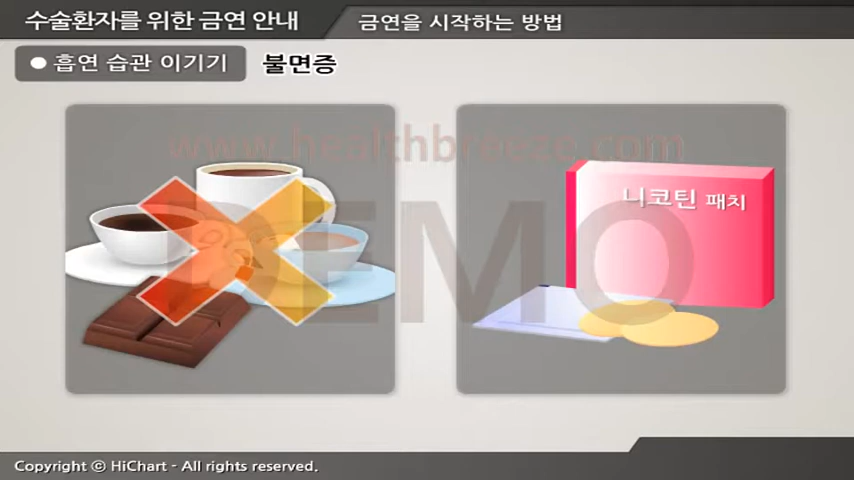 수술환자를 위한 금연 안내
금연을 시작하는 방법
● 흡연 습관 이기기
불면증
www.healthbreeze.com
니코틴 패치
DEMO
Copyright ⓒ HiChart - All rights reserved.